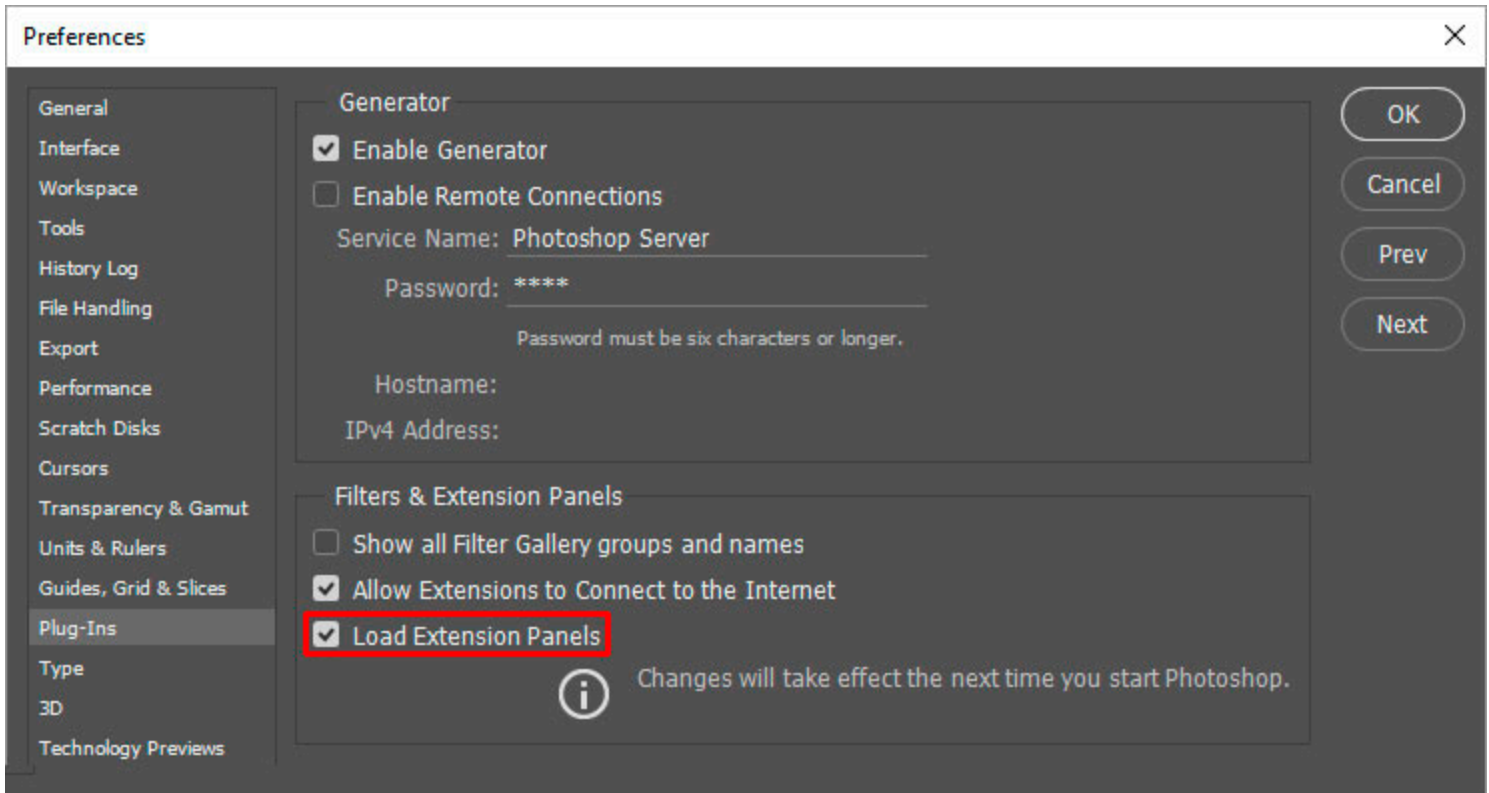 Preferences
General
Interface
Workspace
Tools
History Log
File Handling
Export
Performance
Scratch Disks
Cursors
Transparency & Gamut
Units & Rulers
Guides, Grid & Slices
Plug-Ins
Type
3D
Technology Previews
Generator
Enable Generator
Enable Remote Connections
Service Name: Photoshop Server
Password: ****
Password must be six characters or longer.
Hostname:
IPv4 Address:
Filters & Extension Panels
Show all Filter Gallery groups and names
Allow Extensions to Connect to the Internet
Load Extension Panels
Changes will take effect the next time you start Photoshop.
OK
Cancel
Prev
Next